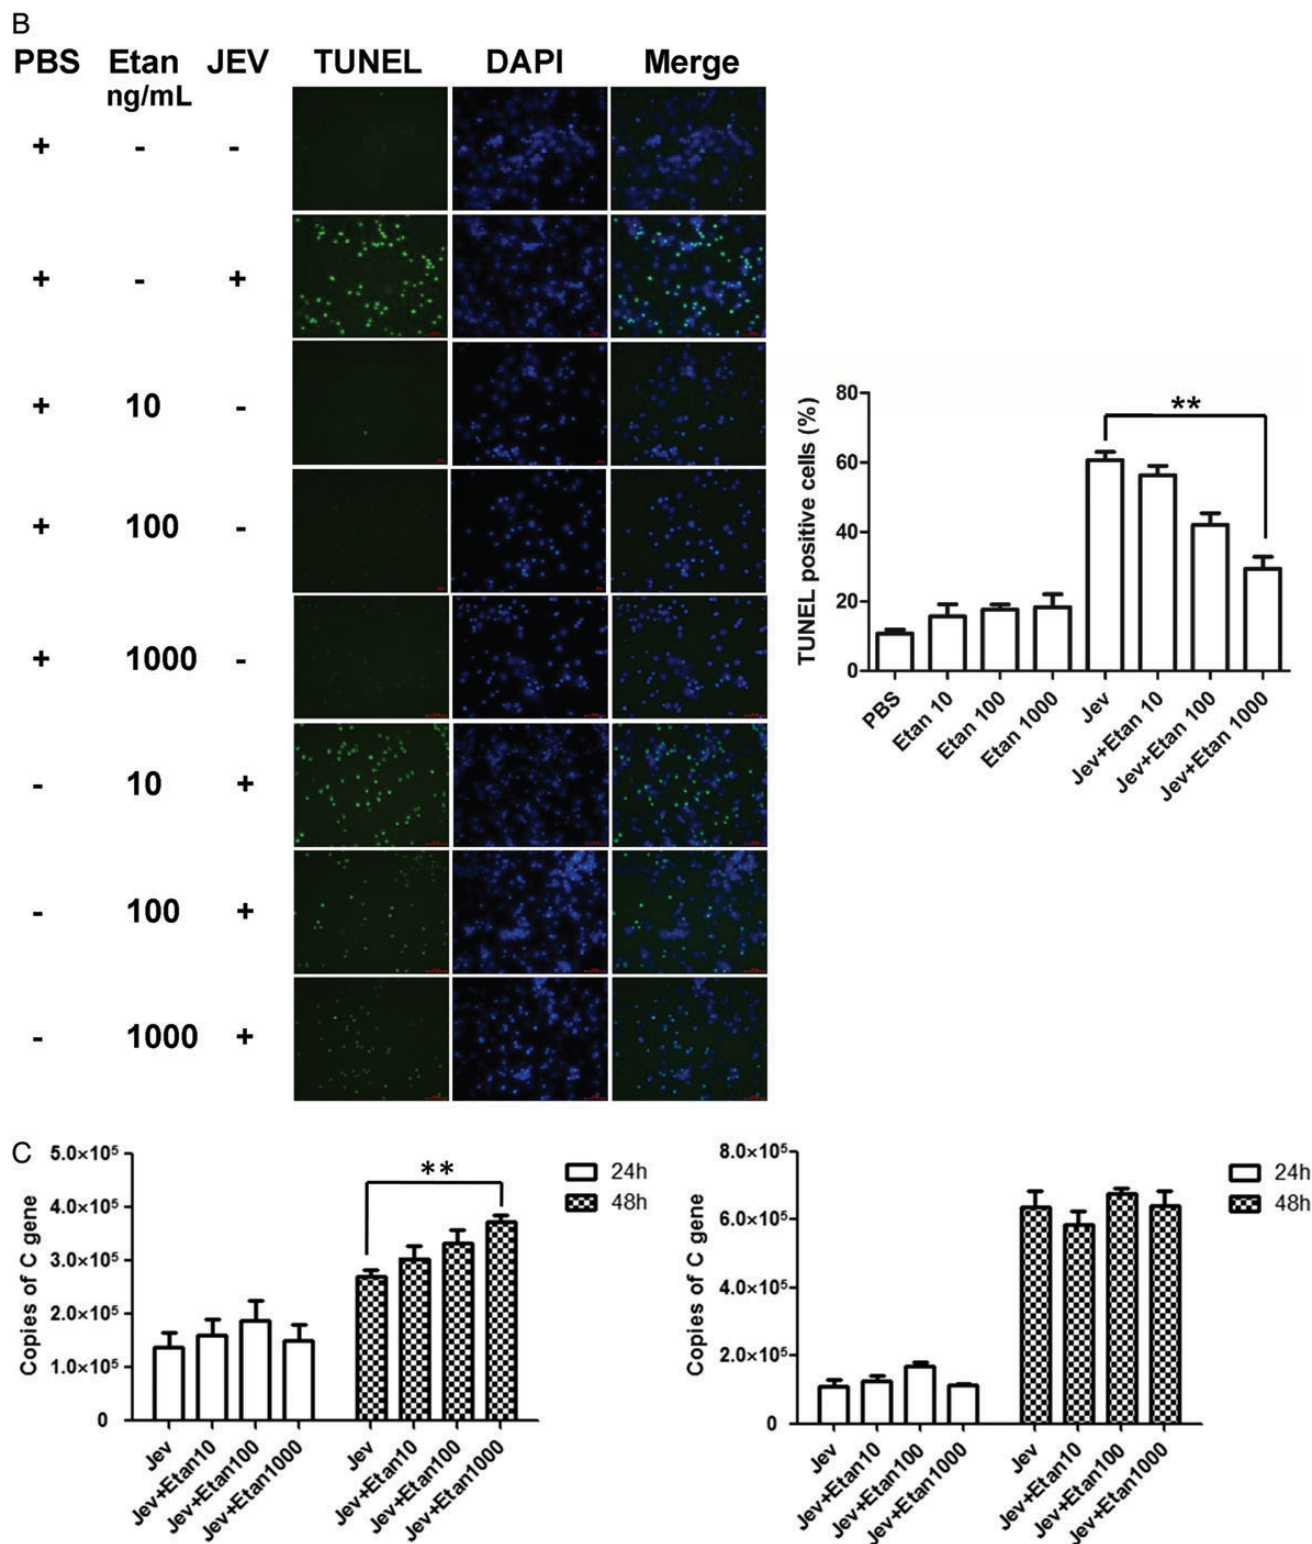 B
PBS Etan JEV TUNEL DAPI Merge
ng/mL
+ - -
+ - +
+ 10 -
+ 100 -
+ 1000 -
- 10 +
- 100 +
- 1000 +
TUNEL positive cells (%)
80
60
40
20
0
**
PBS
Etan 10
Etan 100
Etan 1000
Jev
Jev+Etan 10
Jev+Etan 100
Jev+Etan 1000
C
Copies of C gene
5.0×10⁵
4.0×10⁵
3.0×10⁵
2.0×10⁵
1.0×10⁵
0
**
24h
48h
Jev
Jev+Etan10
Jev+Etan100
Jev+Etan1000
Jev
Jev+Etan10
Jev+Etan100
Jev+Etan1000
Copies of C gene
8.0×10⁵
6.0×10⁵
4.0×10⁵
2.0×10⁵
0
24h
48h
Jev
Jev+Etan10
Jev+Etan100
Jev+Etan1000
Jev
Jev+Etan10
Jev+Etan100
Jev+Etan1000